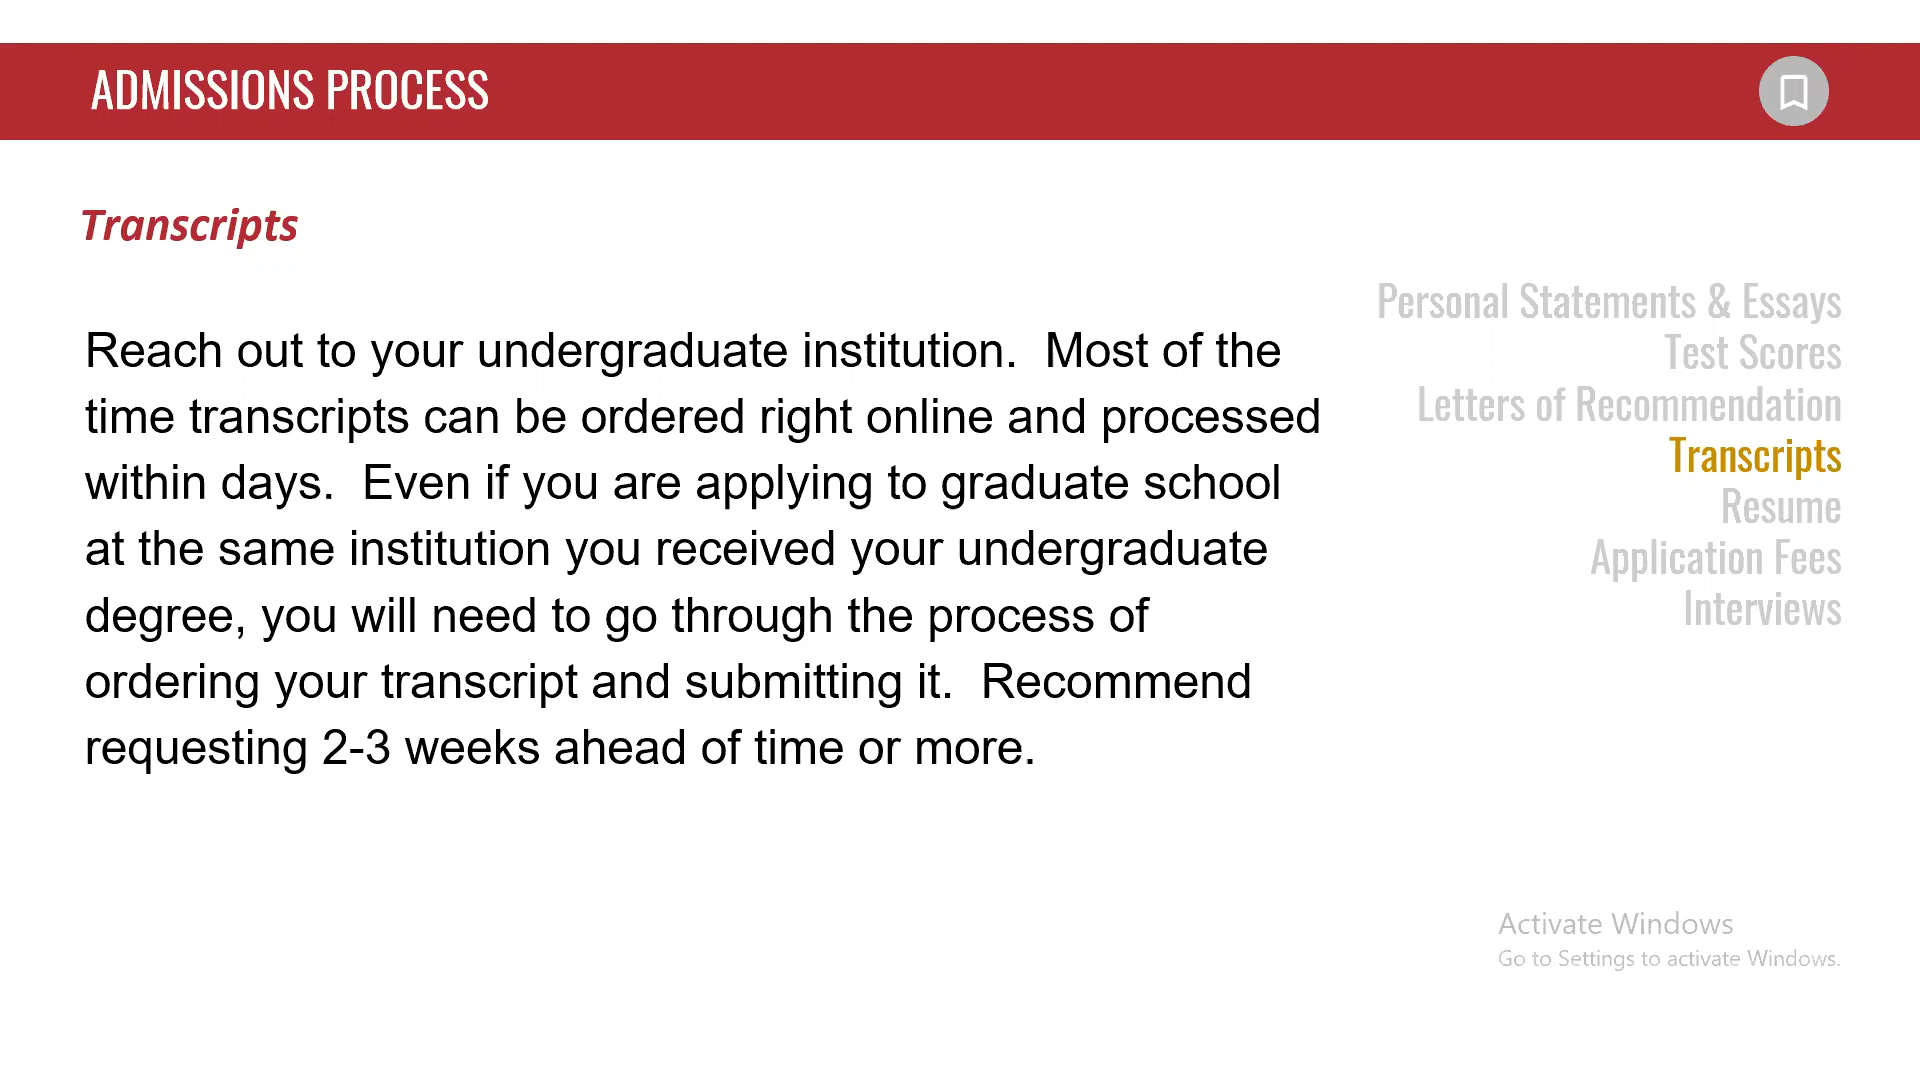 ADMISSIONS PROCESS
Transcripts
Reach out to your undergraduate institution.  Most of the
time transcripts can be ordered right online and processed
within days.  Even if you are applying to graduate school
at the same institution you received your undergraduate
degree, you will need to go through the process of
ordering your transcript and submitting it.  Recommend
requesting 2-3 weeks ahead of time or more.
Personal Statements & Essays
Test Scores
Letters of Recommendation
Transcripts
Resume
Application Fees
Interviews
Activate Windows
Go to Settings to activate Windows.